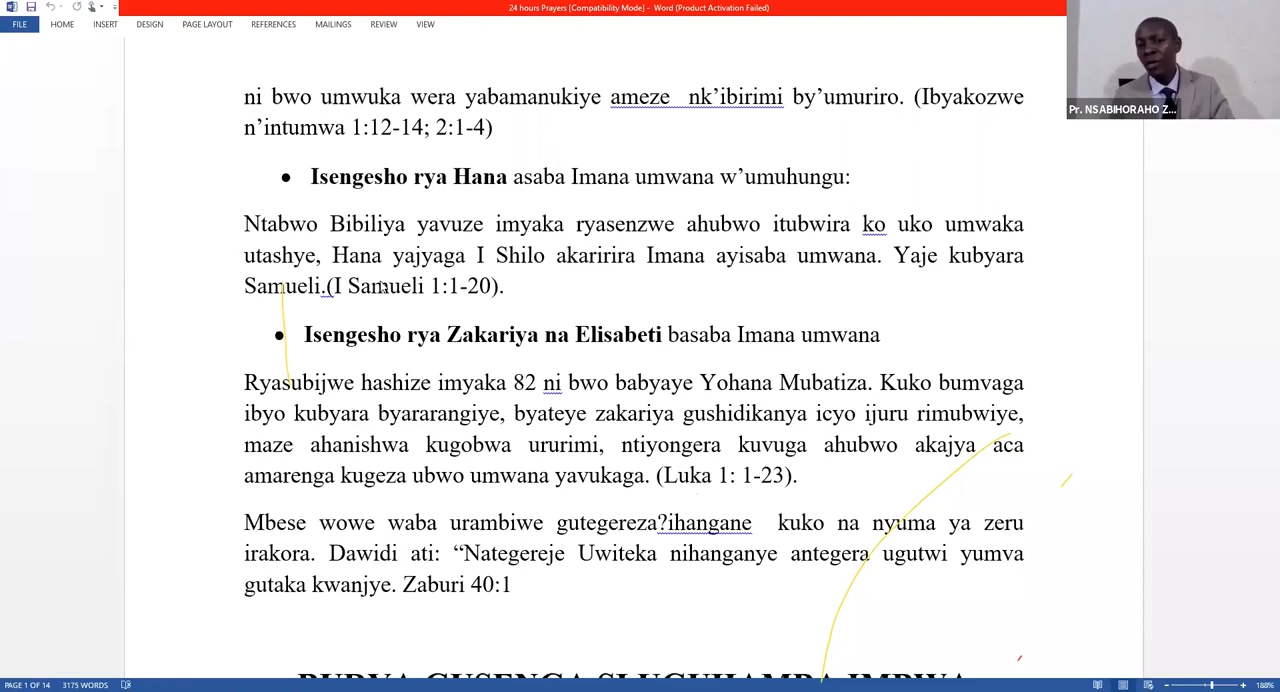 24 hours Prayers [Compatibility Mode] - Word (Product Activation Failed)
FILE HOME INSERT DESIGN PAGE LAYOUT REFERENCES MAILINGS REVIEW VIEW
Pr. NSABIHORAHO Z...
ni bwo umwuka wera yabamanukiye ameze nk’ibirimi by’umuriro. (Ibyakozwe
n’intumwa 1:12-14; 2:1-4)
• Isengesho rya Hana asaba Imana umwana w’umuhungu:
Ntabwo Bibiliya yavuze imyaka ryasenzwe ahubwo itubwira ko uko umwaka
utashye, Hana yajyaga I Shilo akaririra Imana ayisaba umwana. Yaje kubyara
Samueli.(I Samueli 1:1-20).
• Isengesho rya Zakariya na Elisabeti basaba Imana umwana
Ryasubijwe hashize imyaka 82 ni bwo babyaye Yohana Mubatiza. Kuko bumvaga
ibyo kubyara byararangiye, byateye zakariya gushidikanya icyo ijuru rimubwiye,
maze ahanishwa kugobwa ururimi, ntiyongera kuvuga ahubwo akajya aca
amarenga kugeza ubwo umwana yavukaga. (Luka 1: 1-23).
Mbese wowe waba urambiwe gutegereza?ihangane kuko na nyuma ya zeru
irakora. Dawidi ati: “Nategereje Uwiteka nihanganye antegera ugutwi yumva
gutaka kwanjye. Zaburi 40:1
PAGE 1 OF 14 3175 WORDS 188%